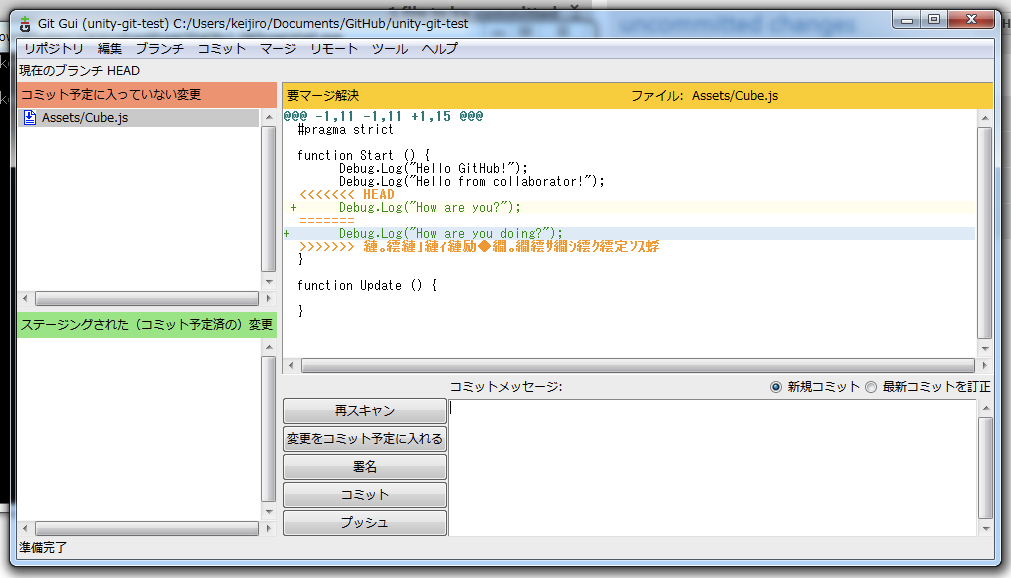 Git Gui (unity-git-test) C:/Users/keijiro/Documents/GitHub/unity-git-test
リポジトリ 編集 ブランチ コミット マージ リモート ツール ヘルプ
現在のブランチ HEAD
コミット予定に入っていない変更
Assets/Cube.js
要マージ解決 ファイル: Assets/Cube.js
@@@ -1,11 -1,11 +1,15 @@@
#pragma strict
function Start () {
Debug.Log("Hello GitHub!");
Debug.Log("Hello from collaborator!");
<<<<<<< HEAD
+ Debug.Log("How are you?");
=======
+ Debug.Log("How are you doing?");
>>>>>>>
}
function Update () {
}
ステージングされた（コミット予定済の）変更
コミットメッセージ: 新規コミット 最新コミットを訂正
再スキャン
変更をコミット予定に入れる
署名
コミット
プッシュ
準備完了
uncommitted changes